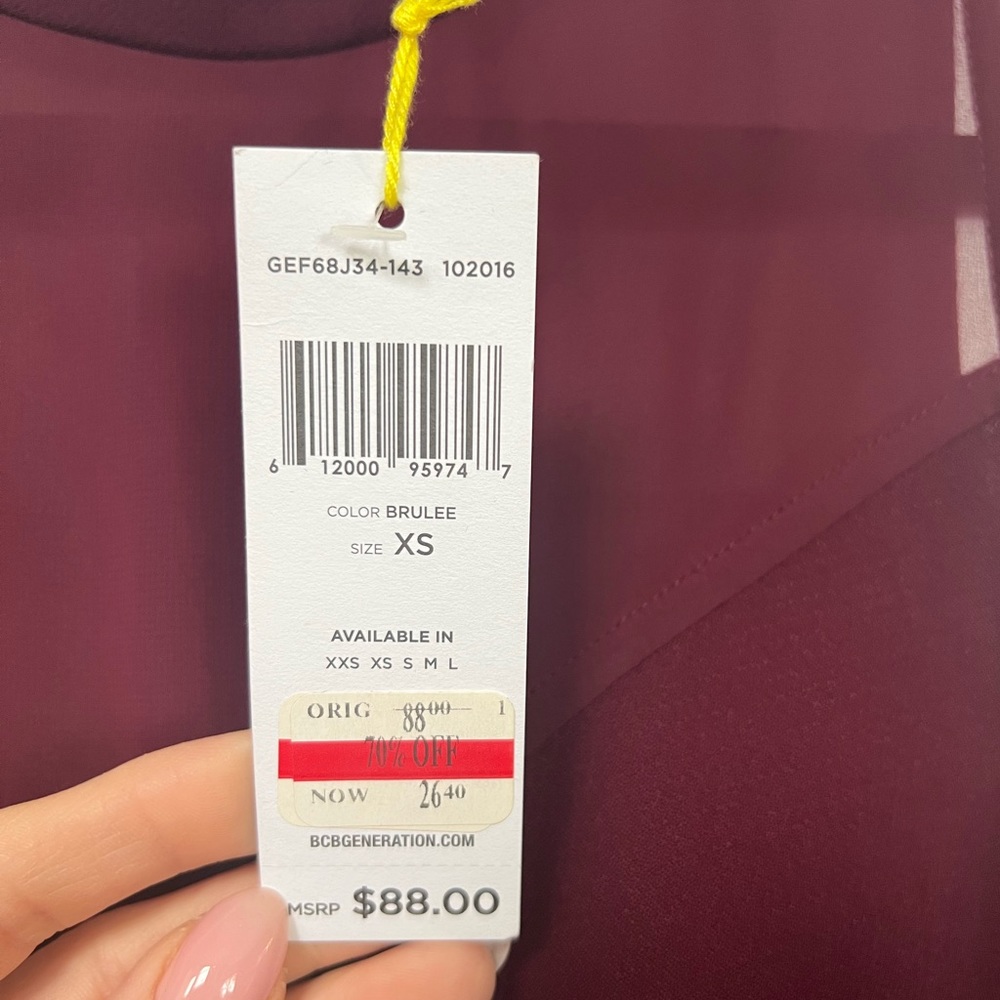 GEF68J34-143 102016
6 12000 95974 7
COLOR BRULEE
SIZE XS
AVAILABLE IN
XXS XS S M L
ORIG 88 00 1
70% OFF
NOW 26 40
BCBGENERATION.COM
MSRP $88.00